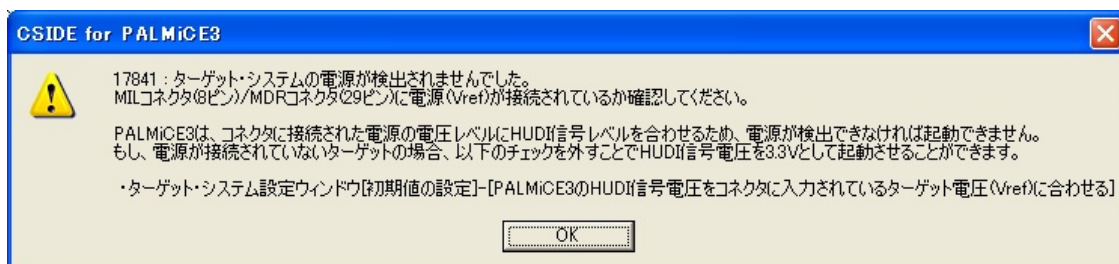 CSIDE for PALMiCE3
17841 : ターゲット・システムの電源が検出されませんでした。
MILコネクタ(8ピン)/MDRコネクタ(29ピン)に電源(Vref)が接続されているか確認してください。
PALMiCE3は、コネクタに接続された電源の電圧レベルにHUDI信号レベルを合わせるため、電源が検出できなければ起動できません。
もし、電源が接続されていないターゲットの場合、以下のチェックを外すことでHUDI信号電圧を3.3Vとして起動させることができます。
・ターゲット・システム設定ウィンドウ[初期値の設定]-[PALMiCE3のHUDI信号電圧をコネクタに入力されているターゲット電圧(Vref)に合わせる]
OK